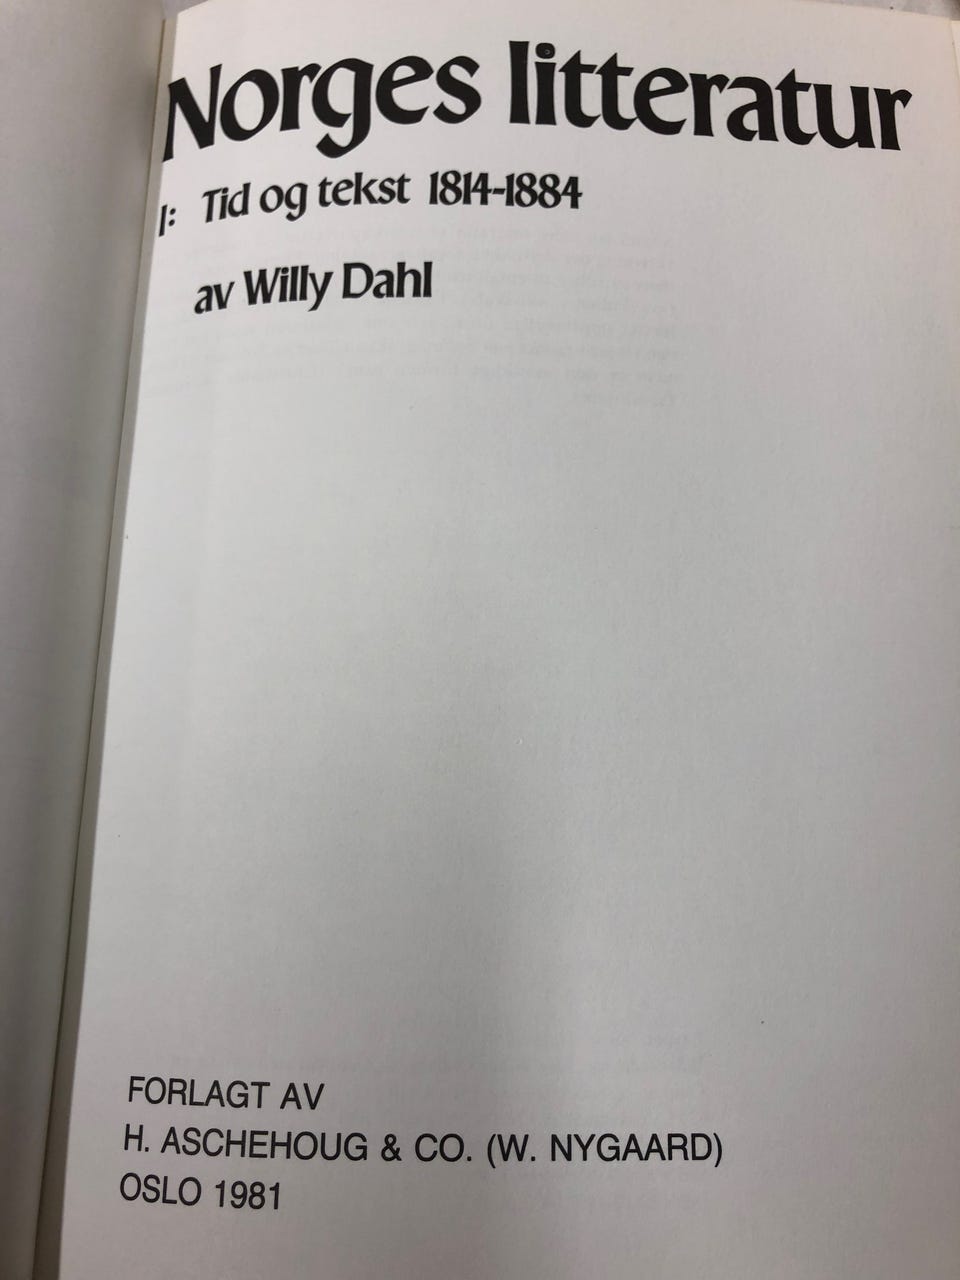 Norges litteratur
I: Tid og tekst 1814-1884
av Willy Dahl
FORLAGT AV
H. ASCHEHOUG & CO. (W. NYGAARD)
OSLO 1981